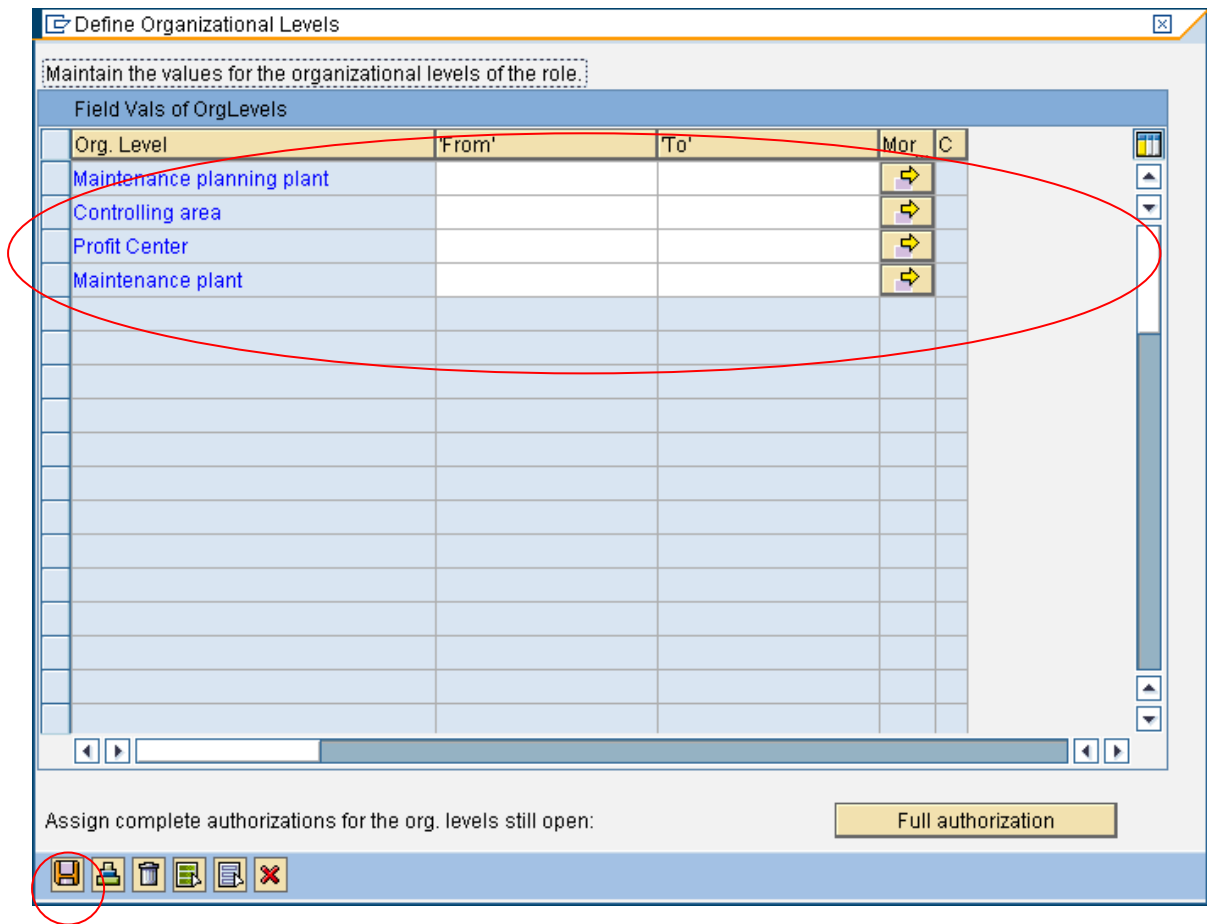 Define Organizational Levels
Maintain the values for the organizational levels of the role.
Field Vals of OrgLevels
Org. Level 'From' 'To' Mor C
Maintenance planning plant
Controlling area
Profit Center
Maintenance plant
Assign complete authorizations for the org. levels still open: Full authorization